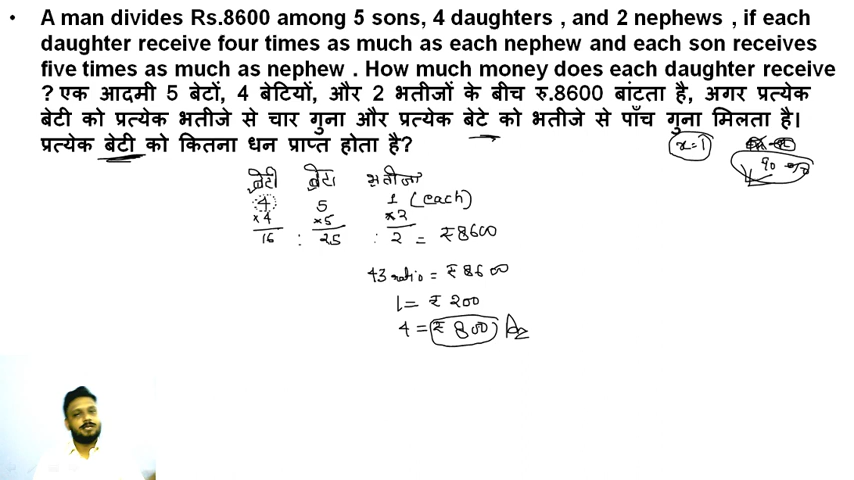 • A man divides Rs.8600 among 5 sons, 4 daughters , and 2 nephews , if each
daughter receive four times as much as each nephew and each son receives
five times as much as nephew . How much money does each daughter receive
? एक आदमी 5 बेटों, 4 बेटियों, और 2 भतीजों के बीच रु.8600 बांटता है, अगर प्रत्येक
बेटी को प्रत्येक भतीजे से चार गुना और प्रत्येक बेटे को भतीजे से पाँच गुना मिलता है।
प्रत्येक बेटी को कितना धन प्राप्त होता है?
x=1
90
बेटी बेटा भतीजा
4 5 1 (each)
×4 ×5 ×2
16 : 25 : 2 = ₹8600
43 ratio = ₹8600
1 = ₹ 200
4 = ₹ 800